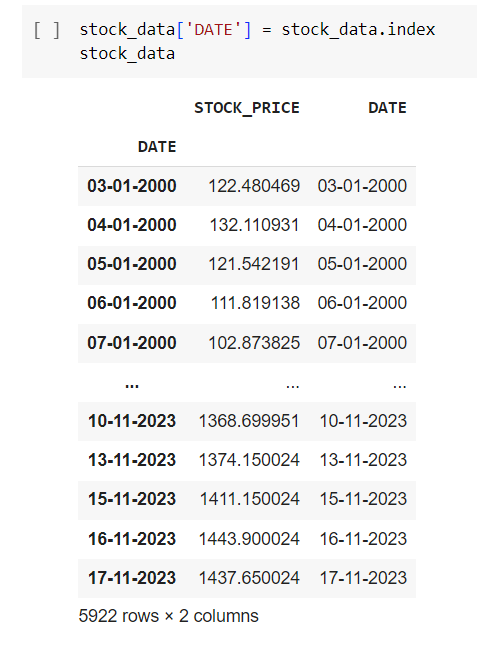 [ ] stock_data['DATE'] = stock_data.index
stock_data
STOCK_PRICE DATE
DATE
03-01-2000 122.480469 03-01-2000
04-01-2000 132.110931 04-01-2000
05-01-2000 121.542191 05-01-2000
06-01-2000 111.819138 06-01-2000
07-01-2000 102.873825 07-01-2000
... ... ...
10-11-2023 1368.699951 10-11-2023
13-11-2023 1374.150024 13-11-2023
15-11-2023 1411.150024 15-11-2023
16-11-2023 1443.900024 16-11-2023
17-11-2023 1437.650024 17-11-2023
5922 rows × 2 columns